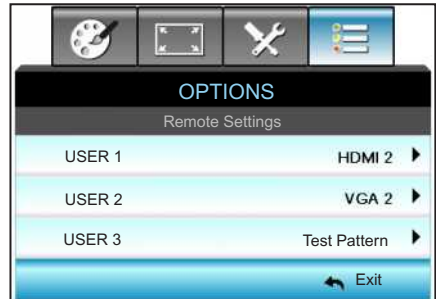 OPTIONS
Remote Settings
USER 1 HDMI 2
USER 2 VGA 2
USER 3 Test Pattern
Exit